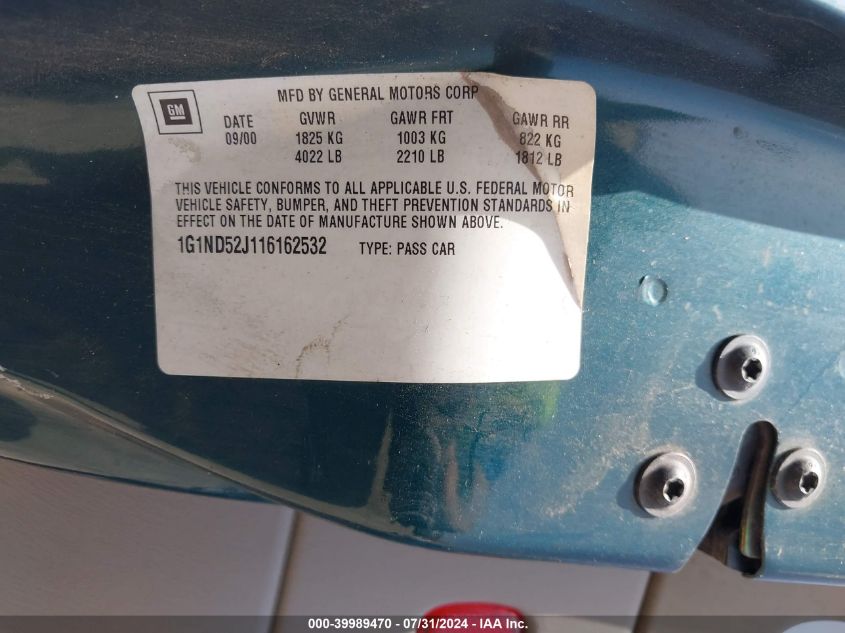 GM
MFD BY GENERAL MOTORS CORP
DATE GVWR GAWR FRT GAWR RR
09/00 1825 KG 1003 KG 822 KG
4022 LB 2210 LB 1812 LB
THIS VEHICLE CONFORMS TO ALL APPLICABLE U.S. FEDERAL MOTOR
VEHICLE SAFETY, BUMPER, AND THEFT PREVENTION STANDARDS IN
EFFECT ON THE DATE OF MANUFACTURE SHOWN ABOVE.
1G1ND52J116162532 TYPE: PASS CAR
000-39989470 - 07/31/2024 - IAA Inc.